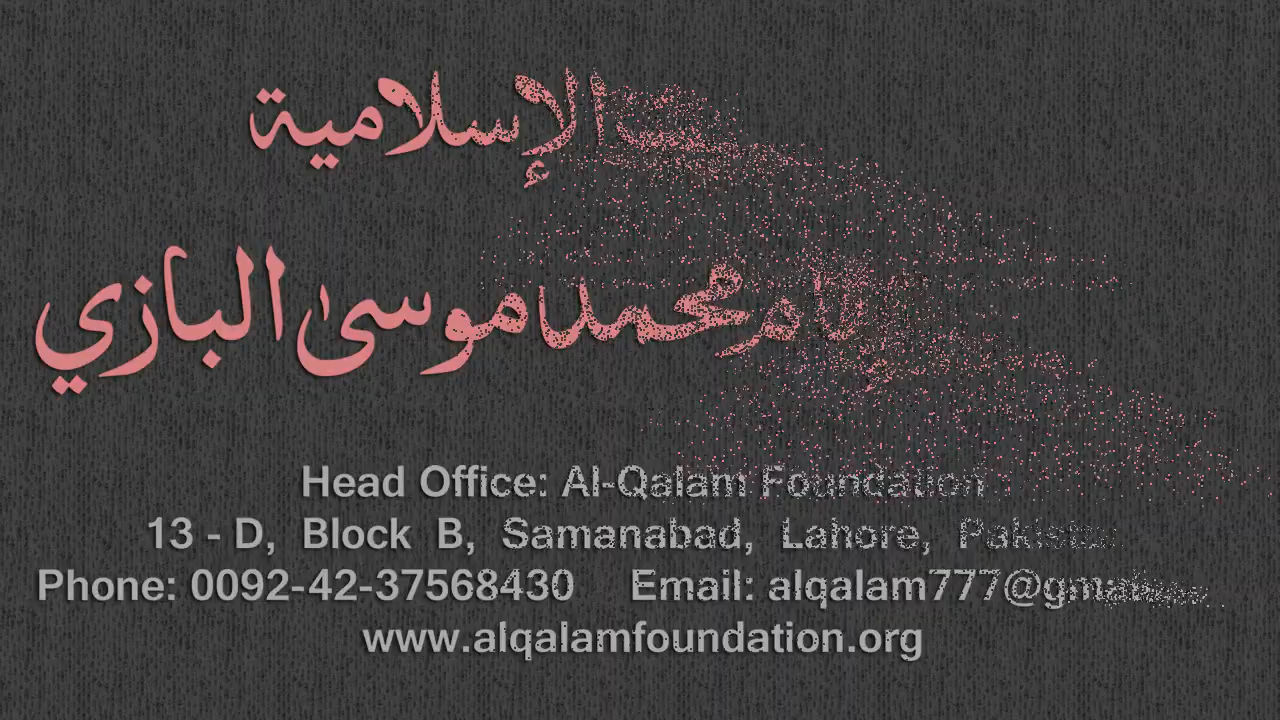 الإسلامية
محمد موسىٰ البازي
Head Office: Al-Qalam Foundation
13 - D, Block B, Samanabad, Lahore, Pakistan
Phone: 0092-42-37568430 Email:
www.alqalamfoundation.org